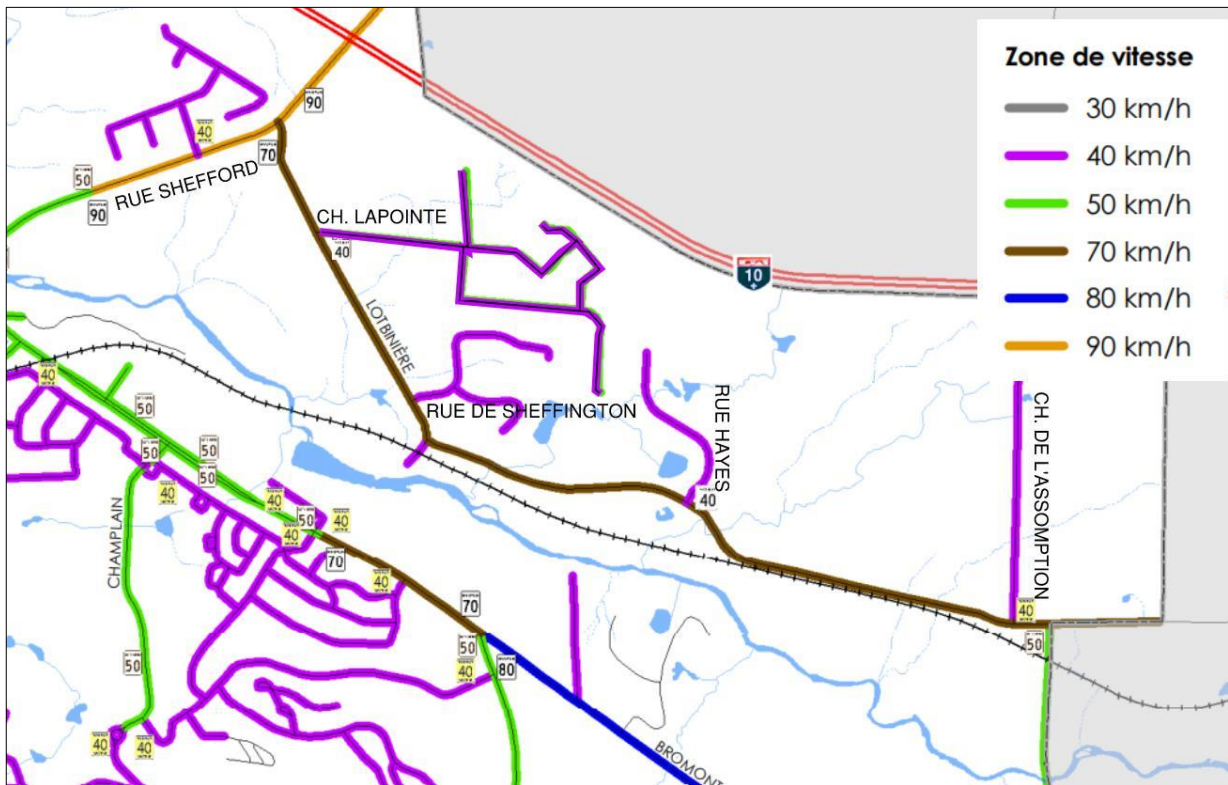 Zone de vitesse
30 km/h
40 km/h
50 km/h
70 km/h
80 km/h
90 km/h
90
40
70
50
90
RUE SHEFFORD
CH. LAPOINTE
40
10
LOTBINIÈRE
RUE DE SHEFFINGTON
RUE HAYES
40
CH. DE L'ASSOMPTION
40
50
40
50
50
50
50
40
40
50
40
40
70
40
70
50
40
80
CHAMPLAIN
50
40
40
BROMONT